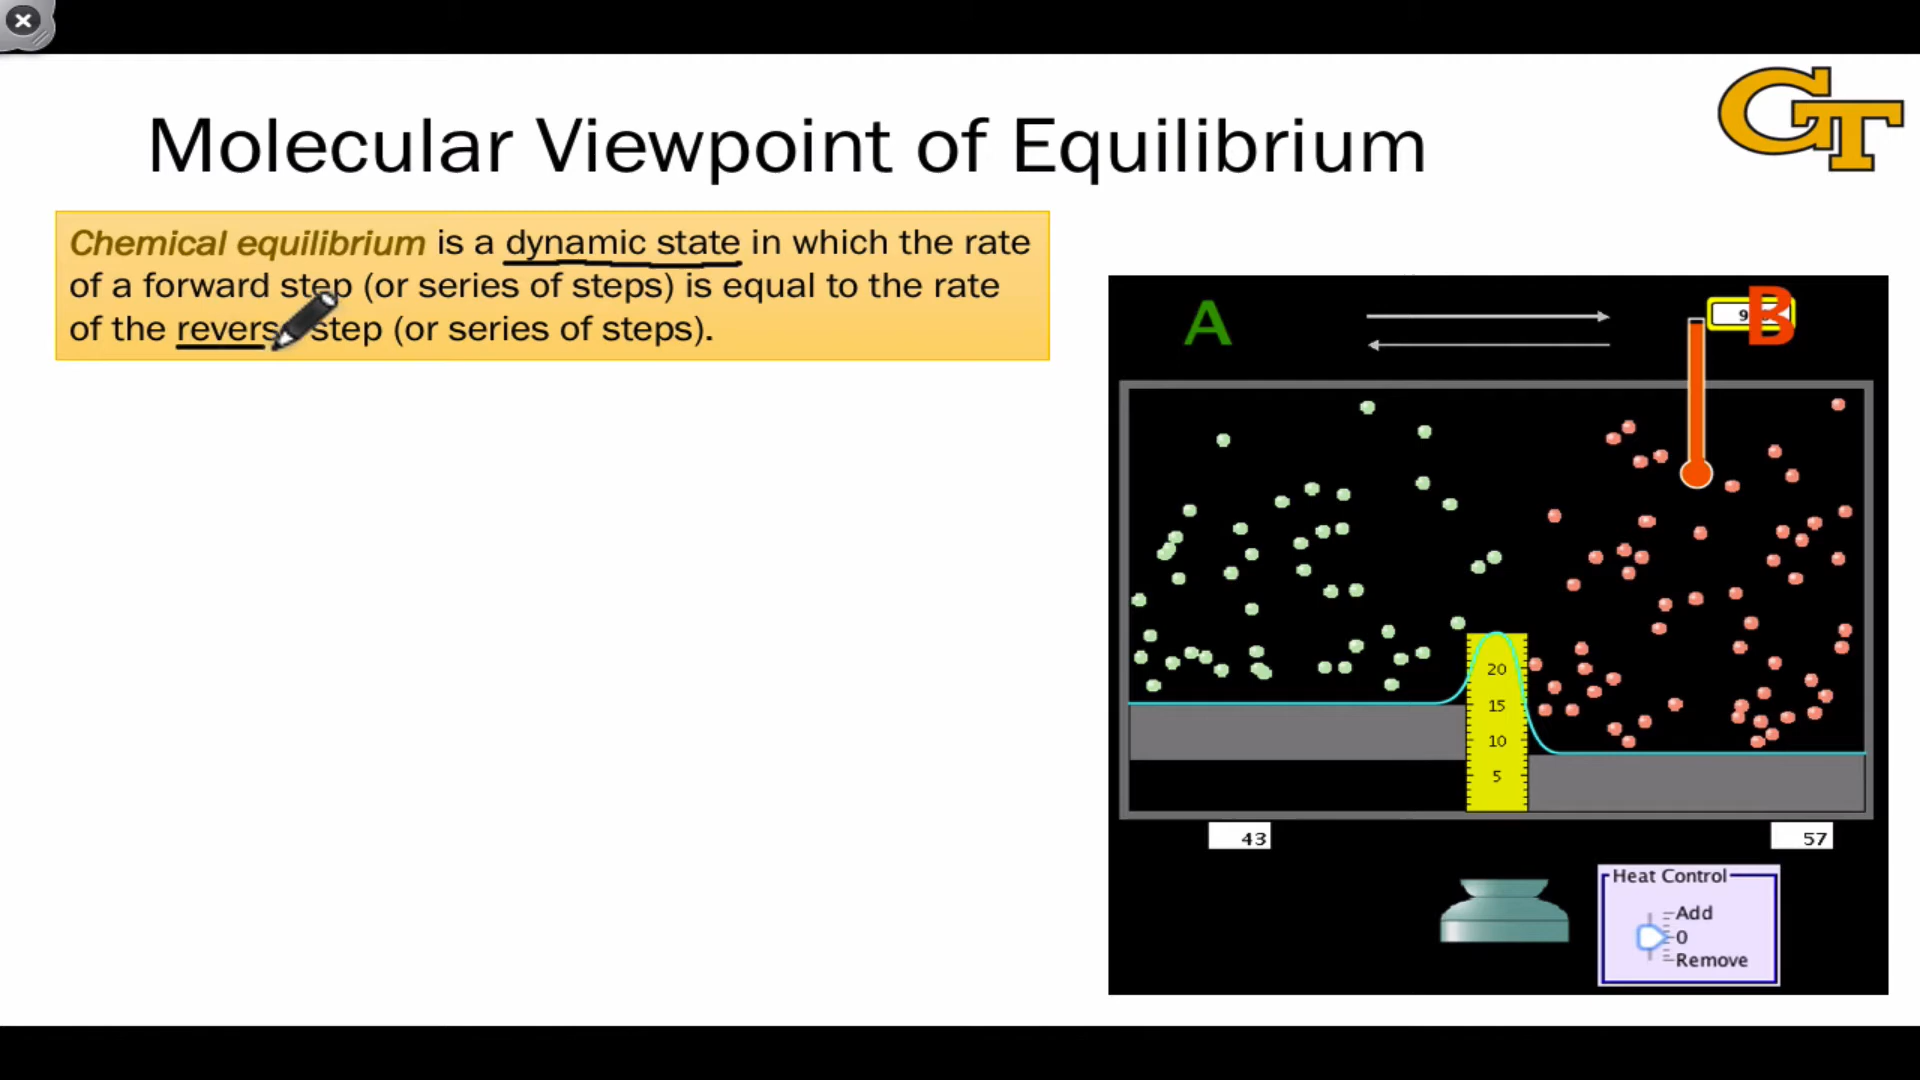 Molecular Viewpoint of Equilibrium
GT
Chemical equilibrium is a dynamic state in which the rate
of a forward step (or series of steps) is equal to the rate
of the step (or series of steps).
A
B
20
15
10
5
43
57
Heat Control
Add
0
Remove